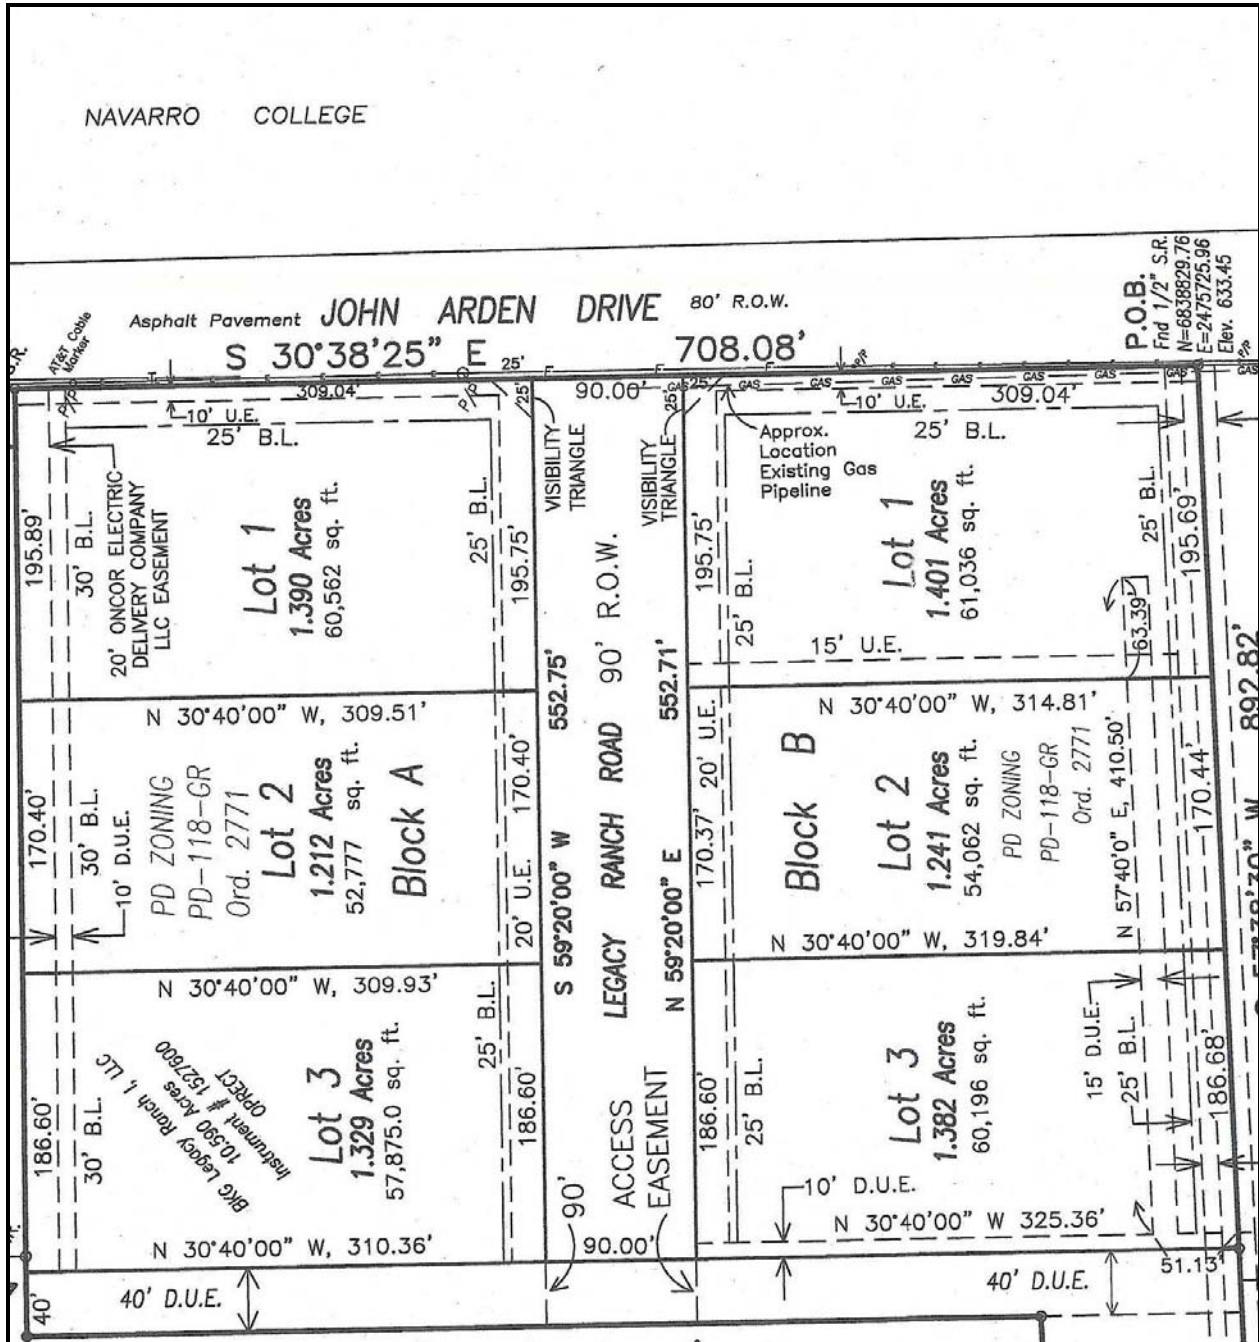 NAVARRO COLLEGE
P.O.B.
Fnd 1/2" S.R.
N=6838829.76
E=2475725.96
Elev. 633.45
Asphalt Pavement JOHN ARDEN DRIVE 80' R.O.W.
S 30°38'25" E 708.08'
AT&T Cable
Marker
S.R.
T
P/P
P/P
P/P
P/P
25'
25'
25'
25'
309.04'
90.00'
309.04'
GAS GAS GAS GAS GAS GAS GAS GAS
10' U.E.
10' U.E.
25' B.L.
25' B.L.
VISIBILITY
TRIANGLE
VISIBILITY
TRIANGLE
Approx.
Location
Existing Gas
Pipeline
195.89'
30' B.L.
20' ONCOR ELECTRIC
DELIVERY COMPANY
LLC EASEMENT
Lot 1
1.390 Acres
60,562 sq. ft.
25' B.L.
195.75'
195.75'
25' B.L.
Lot 1
1.401 Acres
61,036 sq. ft.
25' B.L.
195.69'
63.39'
15' U.E.
N 30°40'00" W, 309.51'
N 30°40'00" W, 314.81'
552.75'
S 59°20'00" W
LEGACY RANCH ROAD 90' R.O.W.
552.71'
N 59°20'00" E
892.82'
170.40'
30' B.L.
10' D.U.E.
PD ZONING
PD-118-GR
Ord. 2771
Lot 2
1.212 Acres
52,777 sq. ft.
Block A
170.40'
20' U.E.
20' U.E.
170.37'
Block B
Lot 2
1.241 Acres
54,062 sq. ft.
PD ZONING
PD-118-GR
Ord. 2771
N 57°40'0" E, 410.50'
170.44'
N 30°40'00" W, 309.93'
N 30°40'00" W, 319.84'
186.60'
30' B.L.
BKG Legacy Ranch I, LLC
10.590 Acres
Instrument # 1527600
OPRECT
Lot 3
1.329 Acres
57,875.0 sq. ft.
25' B.L.
186.60'
90'
ACCESS
EASEMENT
186.60'
25' B.L.
Lot 3
1.382 Acres
60,196 sq. ft.
15' D.U.E.
25' B.L.
186.68'
10' D.U.E.
N 30°40'00" W, 310.36'
90.00'
N 30°40'00" W 325.36'
51.13'
40'
40' D.U.E.
40' D.U.E.